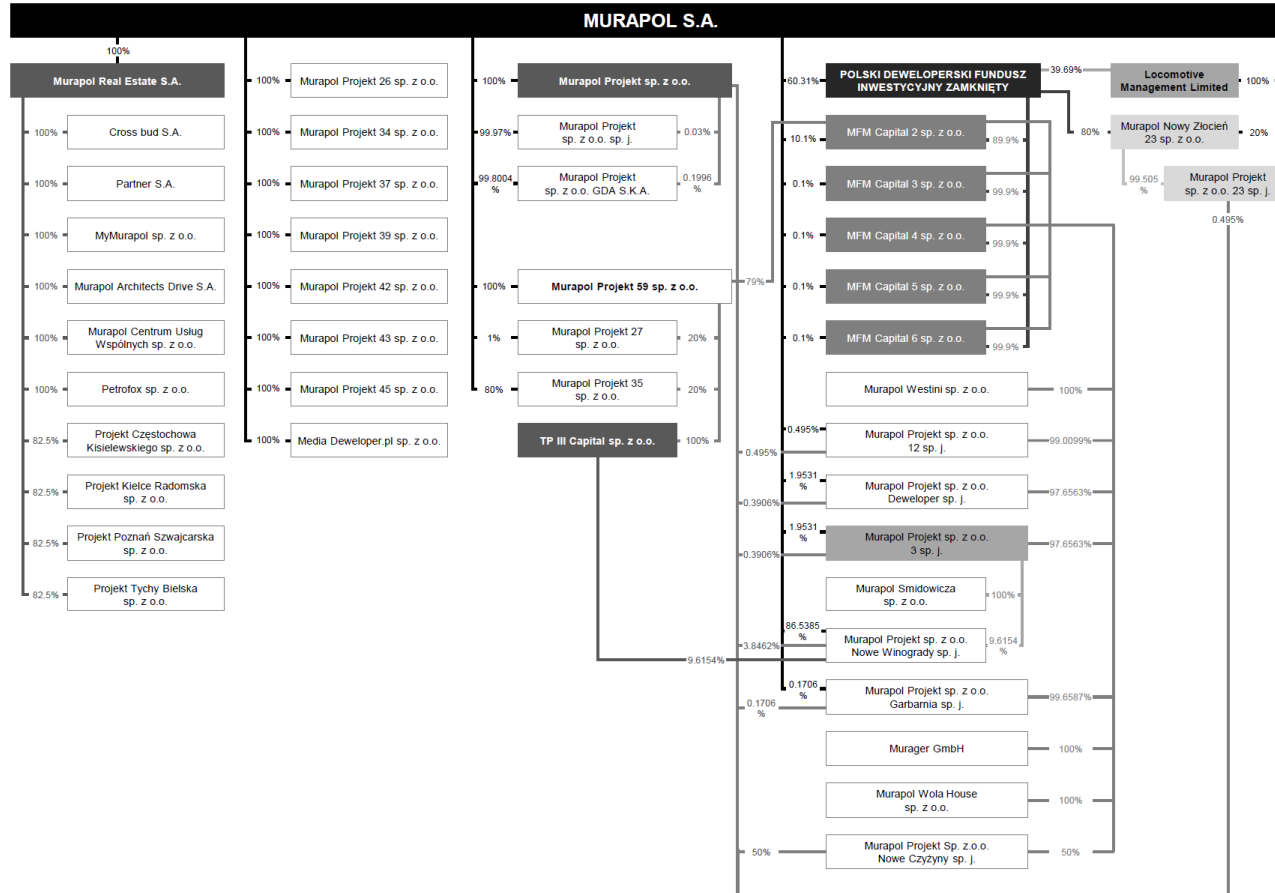 MURAPOL S.A.
100%
Murapol Real Estate S.A.
100%
Cross bud S.A.
100%
Partner S.A.
100%
MyMurapol sp. z o.o.
100%
Murapol Architects Drive S.A.
100%
Murapol Centrum Usług
Wspólnych sp. z o.o.
100%
Petrofox sp. z o.o.
82.5%
Projekt Częstochowa
Kisielewskiego sp. z o.o.
82.5%
Projekt Kielce Radomska
sp. z o.o.
82.5%
Projekt Poznań Szwajcarska
sp. z o.o.
82.5%
Projekt Tychy Bielska
sp. z o.o.
100%
Murapol Projekt 26 sp. z o.o.
100%
Murapol Projekt 34 sp. z o.o.
100%
Murapol Projekt 37 sp. z o.o.
100%
Murapol Projekt 39 sp. z o.o.
100%
Murapol Projekt 42 sp. z o.o.
100%
Murapol Projekt 43 sp. z o.o.
100%
Murapol Projekt 45 sp. z o.o.
100%
Media Deweloper.pl sp. z o.o.
100%
Murapol Projekt sp. z o.o.
99.97%
Murapol Projekt
sp. z o.o. sp. j.
0.03%
99.8004
%
Murapol Projekt
sp. z o.o. GDA S.K.A.
0.1996
%
100%
Murapol Projekt 59 sp. z o.o.
79%
1%
Murapol Projekt 27
sp. z o.o.
20%
80%
Murapol Projekt 35
sp. z o.o.
20%
TP III Capital sp. z o.o.
100%
60.31%
POLSKI DEWELOPERSKI FUNDUSZ
INWESTYCYJNY ZAMKNIĘTY
39.69%
Locomotive
Management Limited
100%
10.1%
MFM Capital 2 sp. z o.o.
89.9%
80%
Murapol Nowy Złocień
23 sp. z o.o.
20%
0.1%
MFM Capital 3 sp. z o.o.
99.9%
99.505
%
Murapol Projekt
sp. z o.o. 23 sp. j.
0.495%
0.1%
MFM Capital 4 sp. z o.o.
99.9%
0.1%
MFM Capital 5 sp. z o.o.
99.9%
0.1%
MFM Capital 6 sp. z o.o.
99.9%
Murapol Westini sp. z o.o.
100%
0.495%
Murapol Projekt sp. z o.o.
12 sp. j.
0.495%
99.0099%
1.9531
%
Murapol Projekt sp. z o.o.
Deweloper sp. j.
0.3906%
97.6563%
1.9531
%
Murapol Projekt sp. z o.o.
3 sp. j.
0.3906%
97.6563%
Murapol Smidowicza
sp. z o.o.
100%
86.5385
%
Murapol Projekt sp. z o.o.
Nowe Winogrady sp. j.
3.8462%
9.6154%
9.6154
%
0.1706
%
Murapol Projekt sp. z o.o.
Garbarnia sp. j.
0.1706
%
99.6587%
Murager GmbH
100%
Murapol Wola House
sp. z o.o.
100%
50%
Murapol Projekt Sp. z.o.o.
Nowe Czyżyny sp. j.
50%